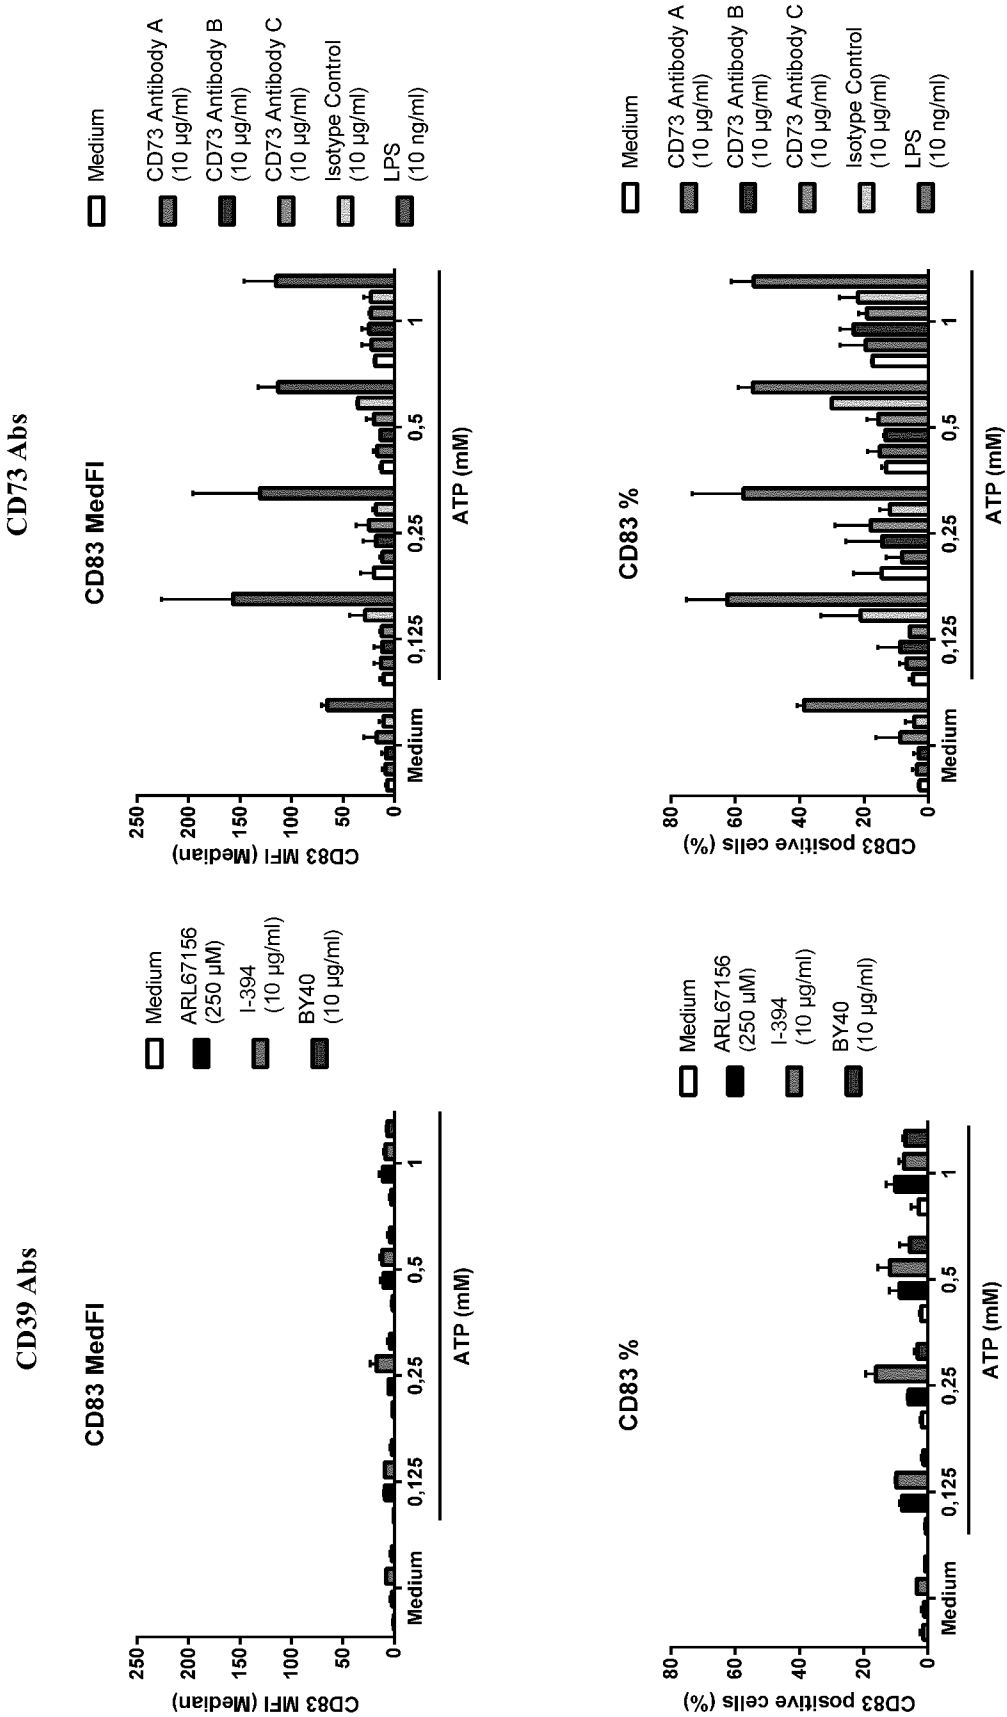 CD39 Abs
CD83 MedFI
CD83 MFI (Median)
250
200
150
100
50
0
Medium
0,125
0,25
0,5
1
ATP (mM)
Medium
ARL67156
(250 µM)
I-394
(10 µg/ml)
BY40
(10 µg/ml)
CD73 Abs
CD83 MedFI
CD83 MFI (Median)
250
200
150
100
50
0
Medium
0,125
0,25
0,5
1
ATP (mM)
Medium
CD73 Antibody A
(10 µg/ml)
CD73 Antibody B
(10 µg/ml)
CD73 Antibody C
(10 µg/ml)
Isotype Control
(10 µg/ml)
LPS
(10 ng/ml)
CD83 %
CD83 positive cells (%)
80
60
40
20
0
Medium
0,125
0,25
0,5
1
ATP (mM)
Medium
ARL67156
(250 µM)
I-394
(10 µg/ml)
BY40
(10 µg/ml)
CD83 %
CD83 positive cells (%)
80
60
40
20
0
Medium
0,125
0,25
0,5
1
ATP (mM)
Medium
CD73 Antibody A
(10 µg/ml)
CD73 Antibody B
(10 µg/ml)
CD73 Antibody C
(10 µg/ml)
Isotype Control
(10 µg/ml)
LPS
(10 ng/ml)